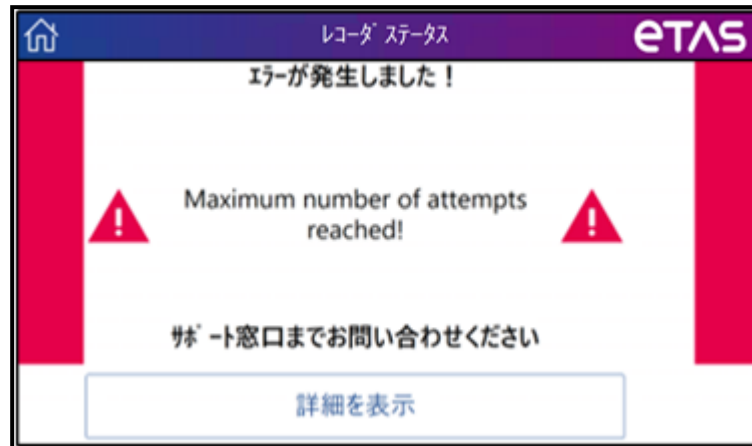 ﾚｺｰﾀﾞ ｽﾃｰﾀｽ
etas
ｴﾗｰが発生しました！
Maximum number of attempts
reached!
ｻﾎﾟｰﾄ窓口までお問い合わせください
詳細を表示